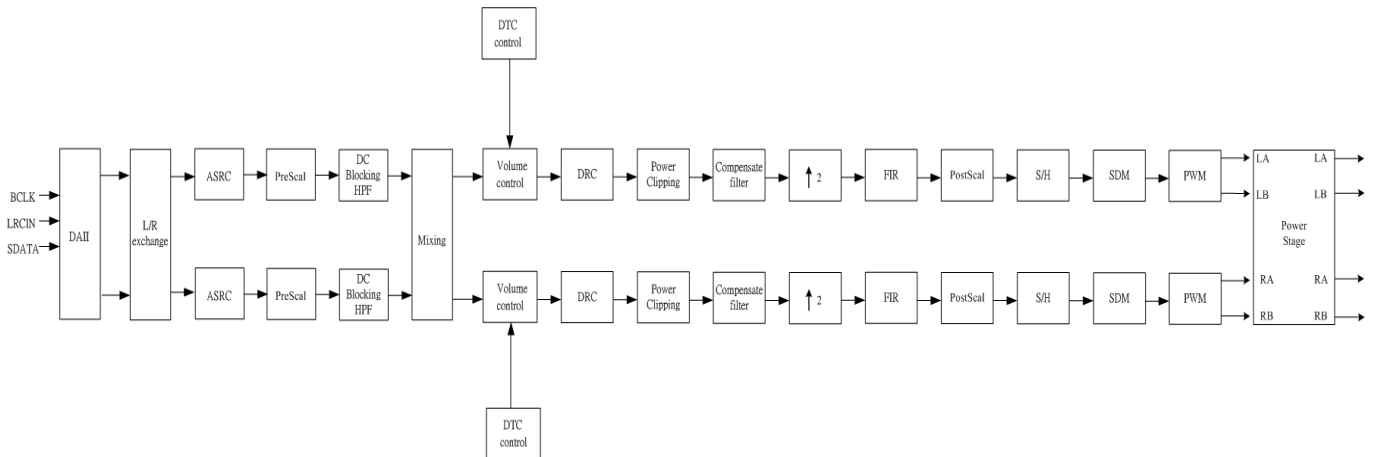 DTC
control
BCLK
LRCIN
SDATA
DAII
L/R
exchange
ASRC
PreScal
DC
Blocking
HPF
Mixing
Volume
control
DRC
Power
Clipping
Compensate
filter
2
FIR
PostScal
S/H
SDM
PWM
LA
LB
LA
LB
Power
Stage
ASRC
PreScal
DC
Blocking
HPF
Volume
control
DRC
Power
Clipping
Compensate
filter
2
FIR
PostScal
S/H
SDM
PWM
RA
RB
RA
RB
DTC
control